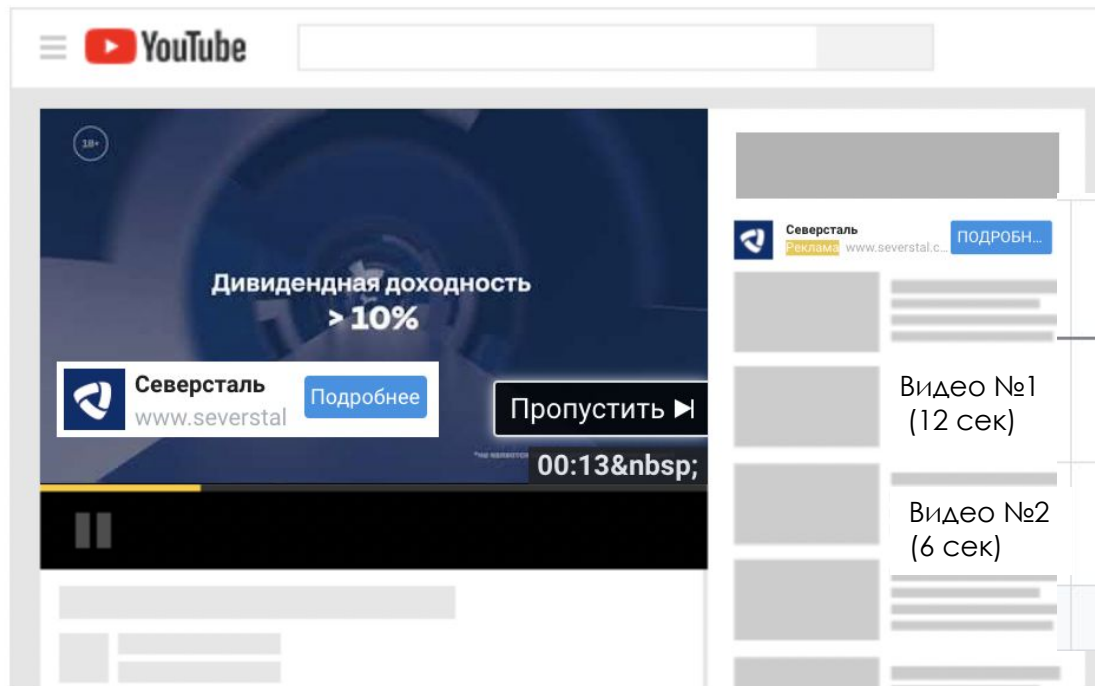 YouTube
18+
Дивидендная доходность
> 10%
Северсталь
www.severstal
Подробнее
Пропустить
00:13&nbsp;
Северсталь
Реклама www.severstal.c...
ПОДРОБН...
Видео №1
(12 сек)
Видео №2
(6 сек)